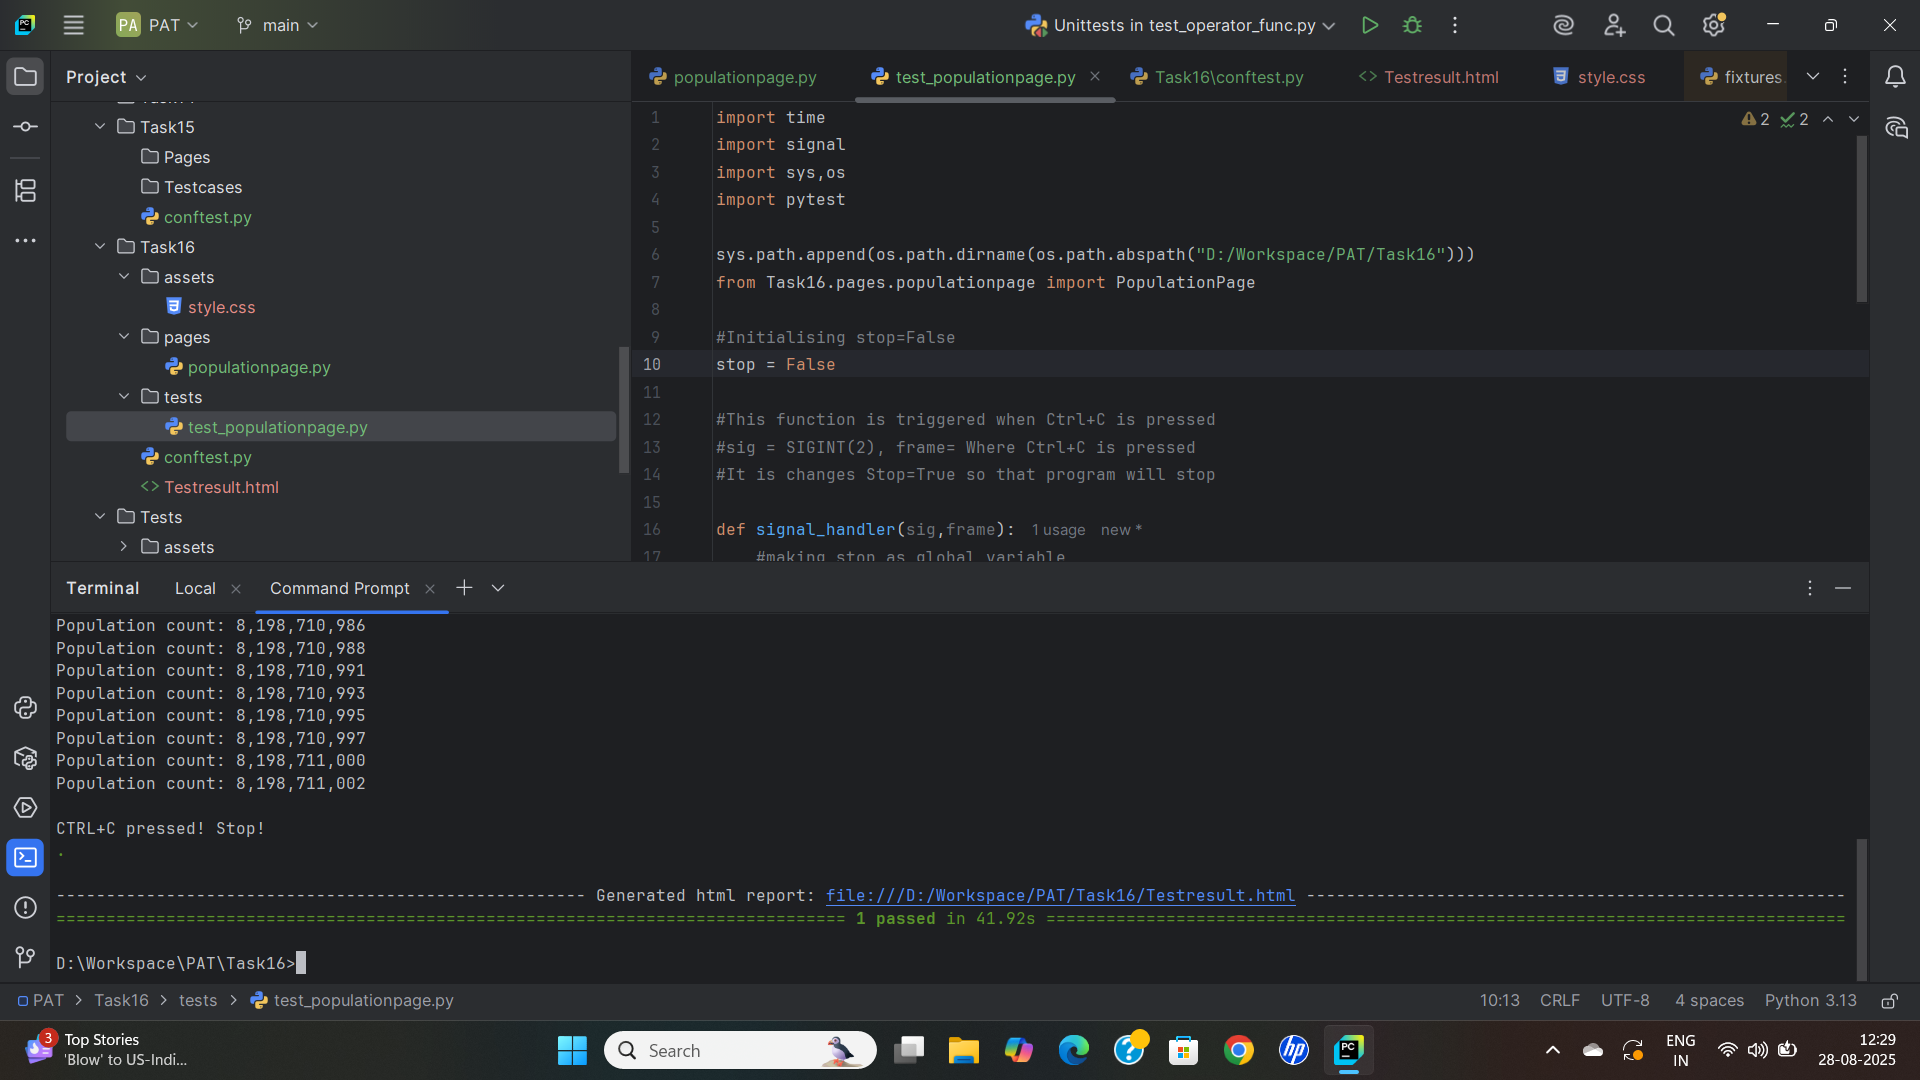 PC
PA PAT
main
Unittests in test_operator_func.py
Project
Task15
Pages
Testcases
conftest.py
Task16
assets
style.css
pages
populationpage.py
tests
test_populationpage.py
conftest.py
<> Testresult.html
Tests
assets
populationpage.py
test_populationpage.py
Task16\conftest.py
<> Testresult.html
style.css
fixtures.
2 2
1 import time
2 import signal
3 import sys,os
4 import pytest
5
6 sys.path.append(os.path.dirname(os.path.abspath("D:/Workspace/PAT/Task16")))
7 from Task16.pages.populationpage import PopulationPage
8
9 #Initialising stop=False
10 stop = False
11
12 #This function is triggered when Ctrl+C is pressed
13 #sig = SIGINT(2), frame= Where Ctrl+C is pressed
14 #It is changes Stop=True so that program will stop
15
16 def signal_handler(sig,frame): 1 usage new *
17 #making stop as global variable
Terminal Local Command Prompt
Population count: 8,198,710,986
Population count: 8,198,710,988
Population count: 8,198,710,991
Population count: 8,198,710,993
Population count: 8,198,710,995
Population count: 8,198,710,997
Population count: 8,198,711,000
Population count: 8,198,711,002
CTRL+C pressed! Stop!
.
Generated html report: file:///D:/Workspace/PAT/Task16/Testresult.html
1 passed in 41.92s
D:\Workspace\PAT\Task16>
PAT > Task16 > tests > test_populationpage.py
10:13 CRLF UTF-8 4 spaces Python 3.13
3
Top Stories
'Blow' to US-Indi...
Search
hp
PC
ENG
IN
12:29
28-08-2025